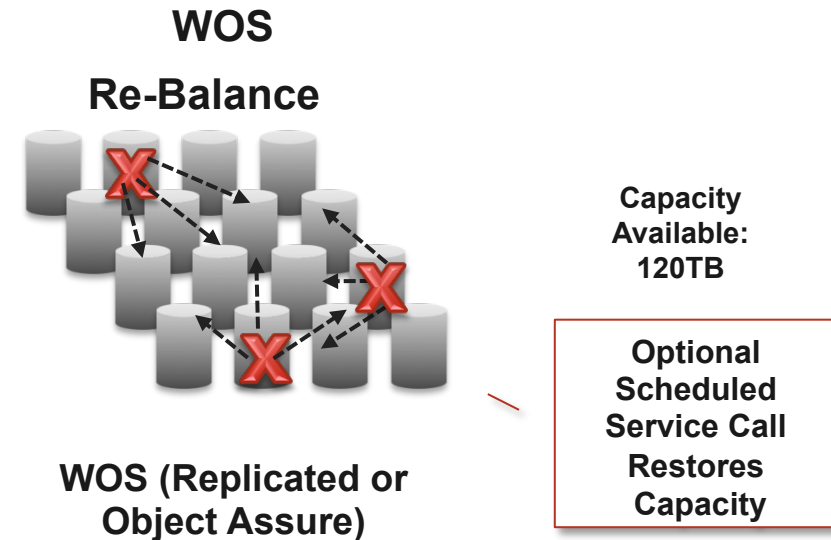 WOS
Re-Balance
Capacity
Available:
120TB
Optional
Scheduled
Service Call
Restores
Capacity
WOS (Replicated or
Object Assure)